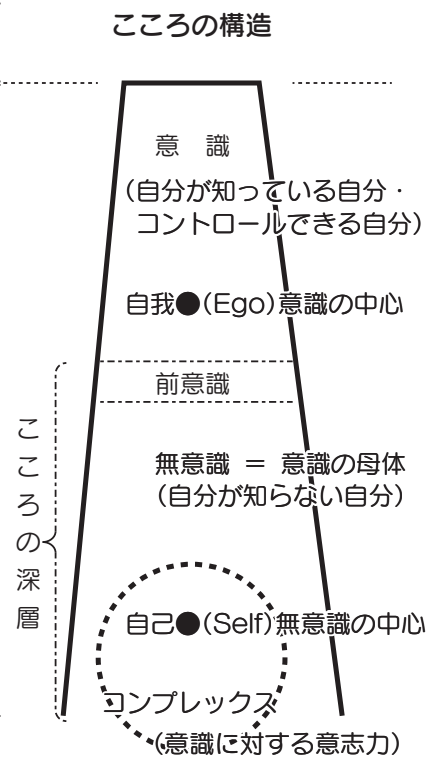 こころの構造
意 識
(自分が知っている自分・
コントロールできる自分)
自我●(Ego)意識の中心
前意識
こころの深層
無意識 = 意識の母体
(自分が知らない自分)
自己●(Self)無意識の中心
コンプレックス
(意識に対する意志力)